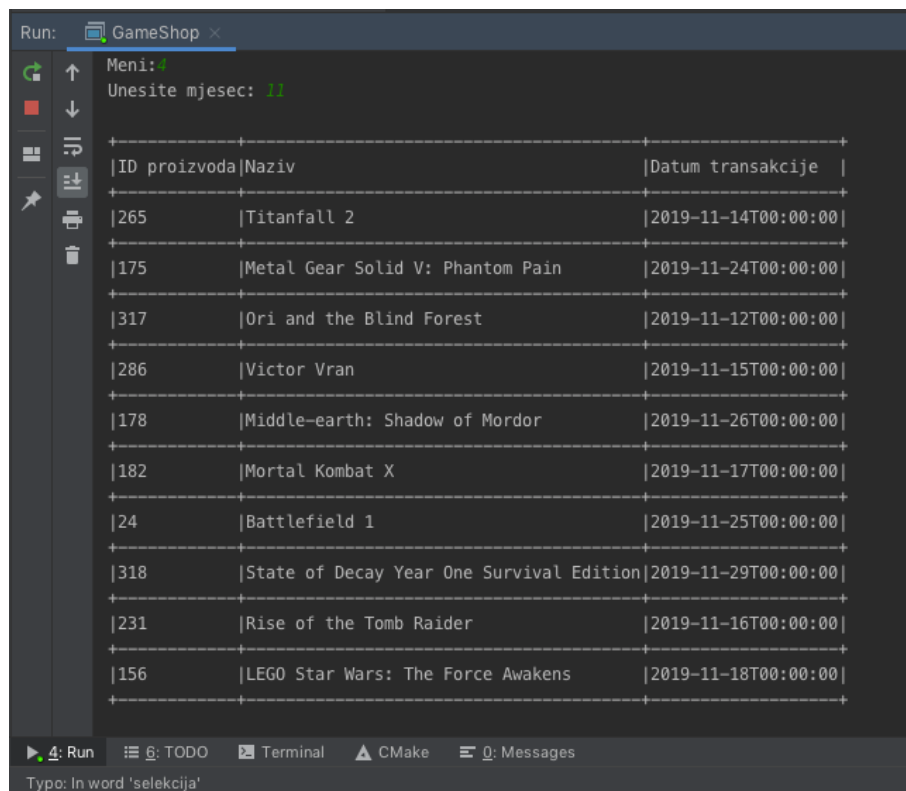 Run: GameShop ×
Meni:4
Unesite mjesec: 11
+-------------+----------------------------------------+-------------------+
|ID proizvoda|Naziv |Datum transakcije |
|265 |Titanfall 2 |2019-11-14T00:00:00|
|175 |Metal Gear Solid V: Phantom Pain |2019-11-24T00:00:00|
|317 |Ori and the Blind Forest |2019-11-12T00:00:00|
|286 |Victor Vran |2019-11-15T00:00:00|
|178 |Middle-earth: Shadow of Mordor |2019-11-26T00:00:00|
|182 |Mortal Kombat X |2019-11-17T00:00:00|
|24 |Battlefield 1 |2019-11-25T00:00:00|
|318 |State of Decay Year One Survival Edition|2019-11-29T00:00:00|
|231 |Rise of the Tomb Raider |2019-11-16T00:00:00|
|156 |LEGO Star Wars: The Force Awakens |2019-11-18T00:00:00|
4: Run 6: TODO Terminal CMake 0: Messages
Typo: In word 'selekcija'